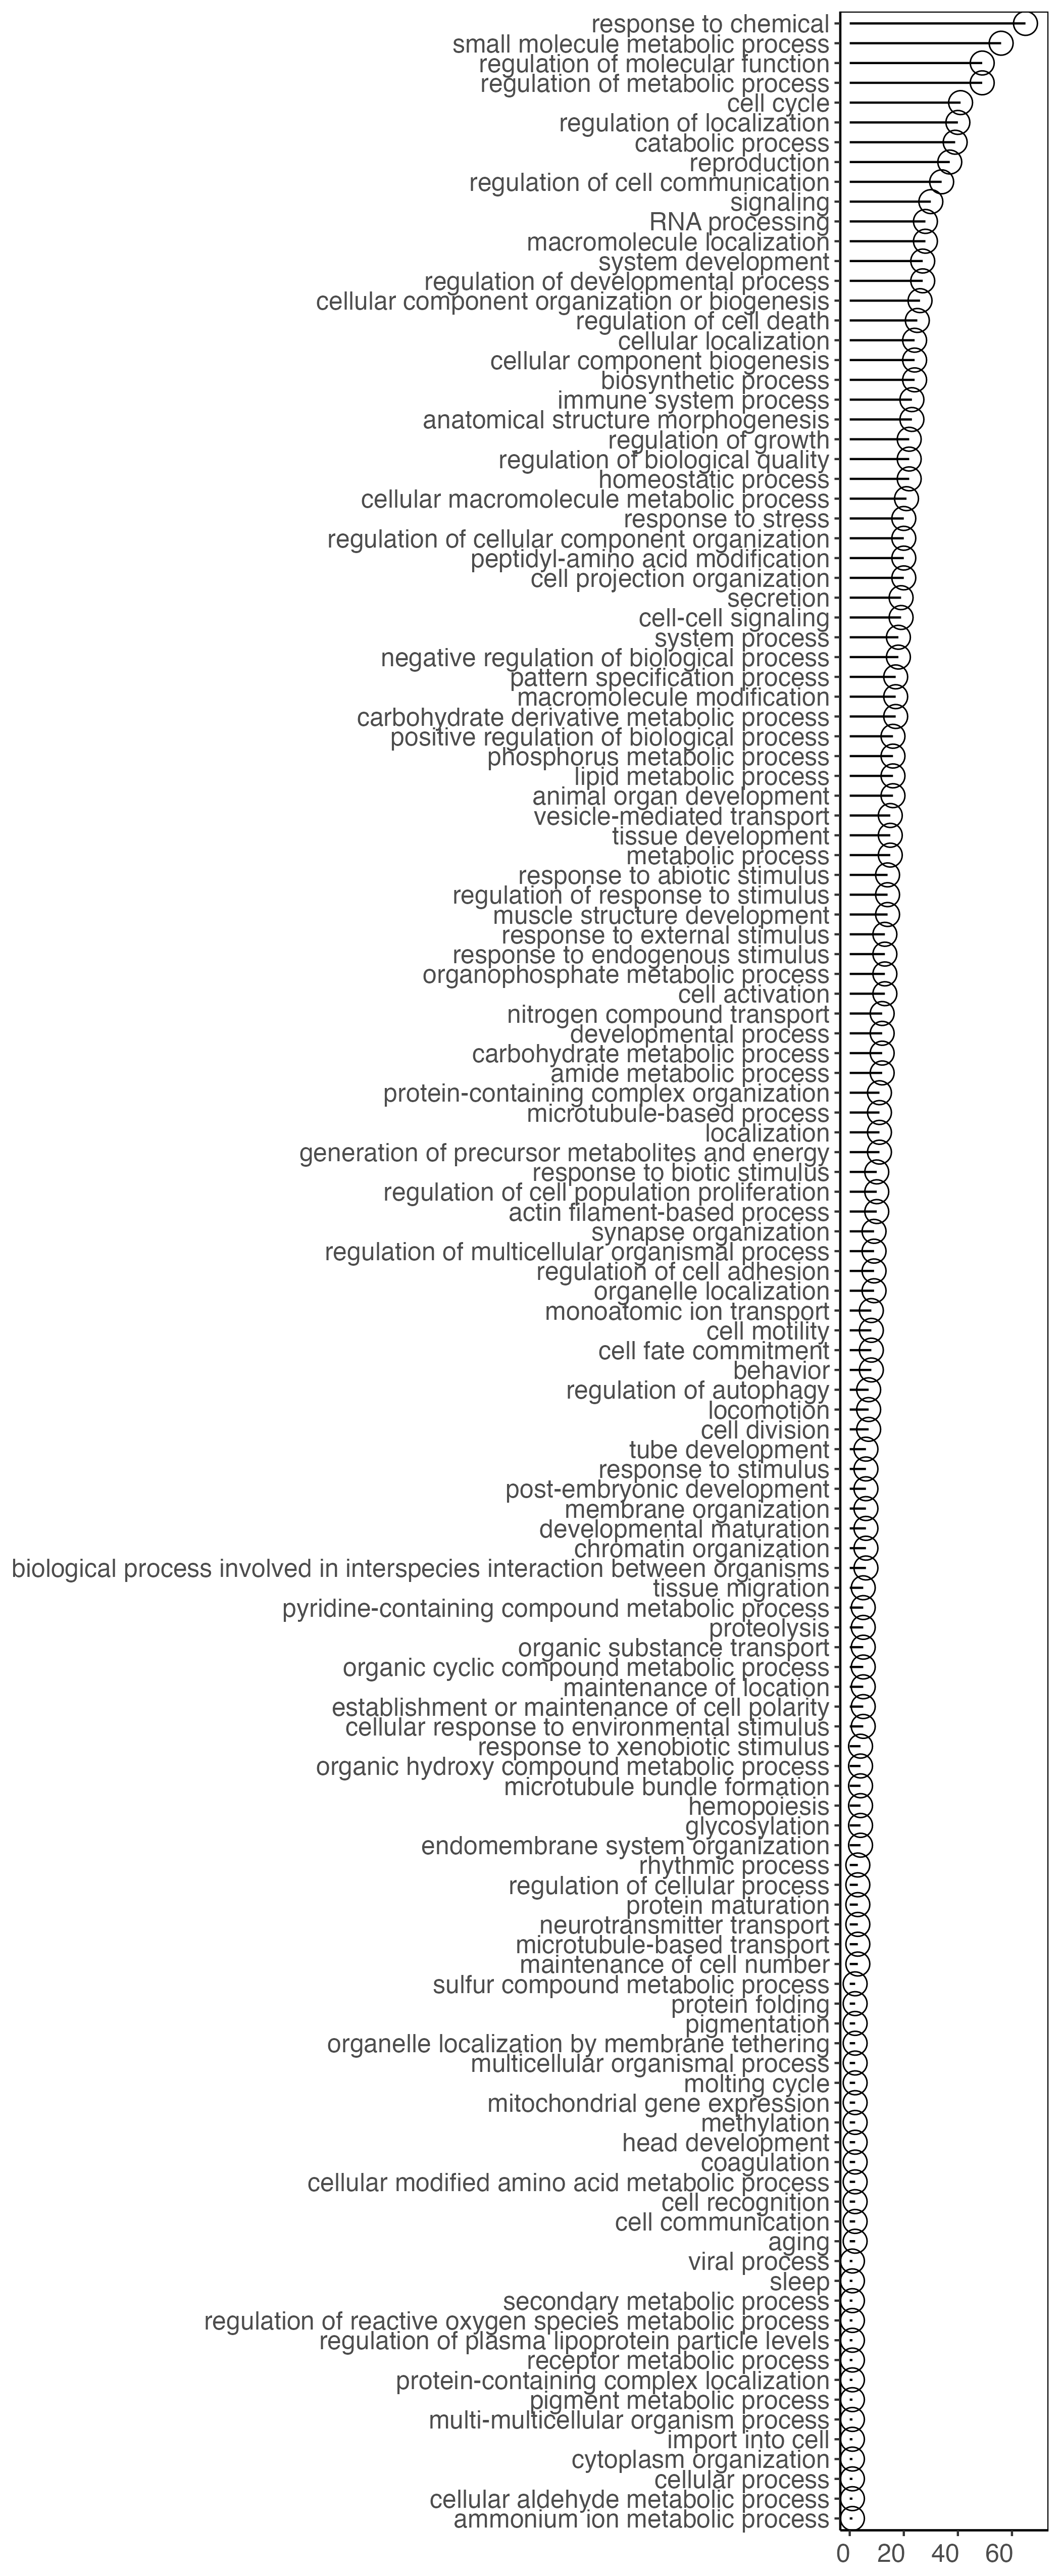 response to chemical
small molecule metabolic process
regulation of molecular function
regulation of metabolic process
cell cycle
regulation of localization
catabolic process
reproduction
regulation of cell communication
signaling
RNA processing
macromolecule localization
system development
regulation of developmental process
cellular component organization or biogenesis
regulation of cell death
cellular localization
cellular component biogenesis
biosynthetic process
immune system process
anatomical structure morphogenesis
regulation of growth
regulation of biological quality
homeostatic process
cellular macromolecule metabolic process
response to stress
regulation of cellular component organization
peptidyl-amino acid modification
cell projection organization
secretion
cell-cell signaling
system process
negative regulation of biological process
pattern specification process
macromolecule modification
carbohydrate derivative metabolic process
positive regulation of biological process
phosphorus metabolic process
lipid metabolic process
animal organ development
vesicle-mediated transport
tissue development
metabolic process
response to abiotic stimulus
regulation of response to stimulus
muscle structure development
response to external stimulus
response to endogenous stimulus
organophosphate metabolic process
cell activation
nitrogen compound transport
developmental process
carbohydrate metabolic process
amide metabolic process
protein-containing complex organization
microtubule-based process
localization
generation of precursor metabolites and energy
response to biotic stimulus
regulation of cell population proliferation
actin filament-based process
synapse organization
regulation of multicellular organismal process
regulation of cell adhesion
organelle localization
monoatomic ion transport
cell motility
cell fate commitment
behavior
regulation of autophagy
locomotion
cell division
tube development
response to stimulus
post-embryonic development
membrane organization
developmental maturation
chromatin organization
biological process involved in interspecies interaction between organisms
tissue migration
pyridine-containing compound metabolic process
proteolysis
organic substance transport
organic cyclic compound metabolic process
maintenance of location
establishment or maintenance of cell polarity
cellular response to environmental stimulus
response to xenobiotic stimulus
organic hydroxy compound metabolic process
microtubule bundle formation
hemopoiesis
glycosylation
endomembrane system organization
rhythmic process
regulation of cellular process
protein maturation
neurotransmitter transport
microtubule-based transport
maintenance of cell number
sulfur compound metabolic process
protein folding
pigmentation
organelle localization by membrane tethering
multicellular organismal process
molting cycle
mitochondrial gene expression
methylation
head development
coagulation
cellular modified amino acid metabolic process
cell recognition
cell communication
aging
viral process
sleep
secondary metabolic process
regulation of reactive oxygen species metabolic process
regulation of plasma lipoprotein particle levels
receptor metabolic process
protein-containing complex localization
pigment metabolic process
multi-multicellular organism process
import into cell
cytoplasm organization
cellular process
cellular aldehyde metabolic process
ammonium ion metabolic process
0 20 40 60